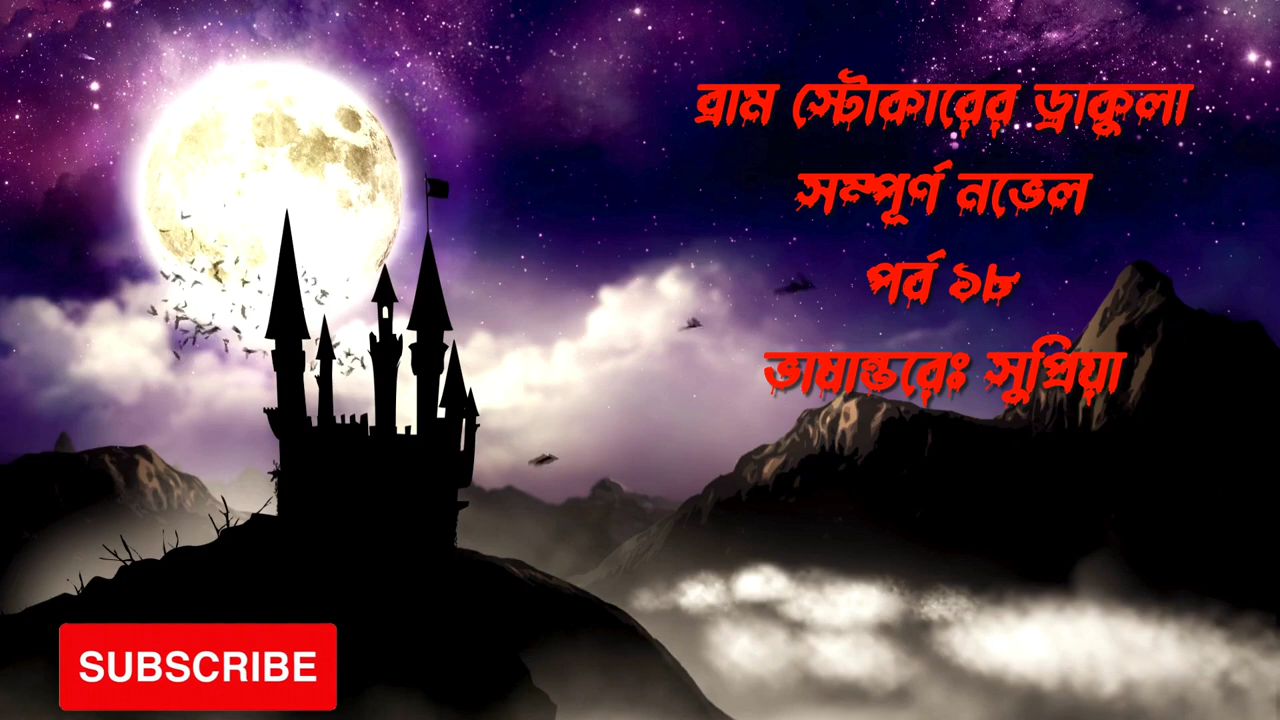 ব্রাম স্টোকারের ড্রাকুলা
সম্পূর্ণ নভেল
পর্ব ১৮
ভাষান্তরেঃ সুপ্রিয়া
SUBSCRIBE